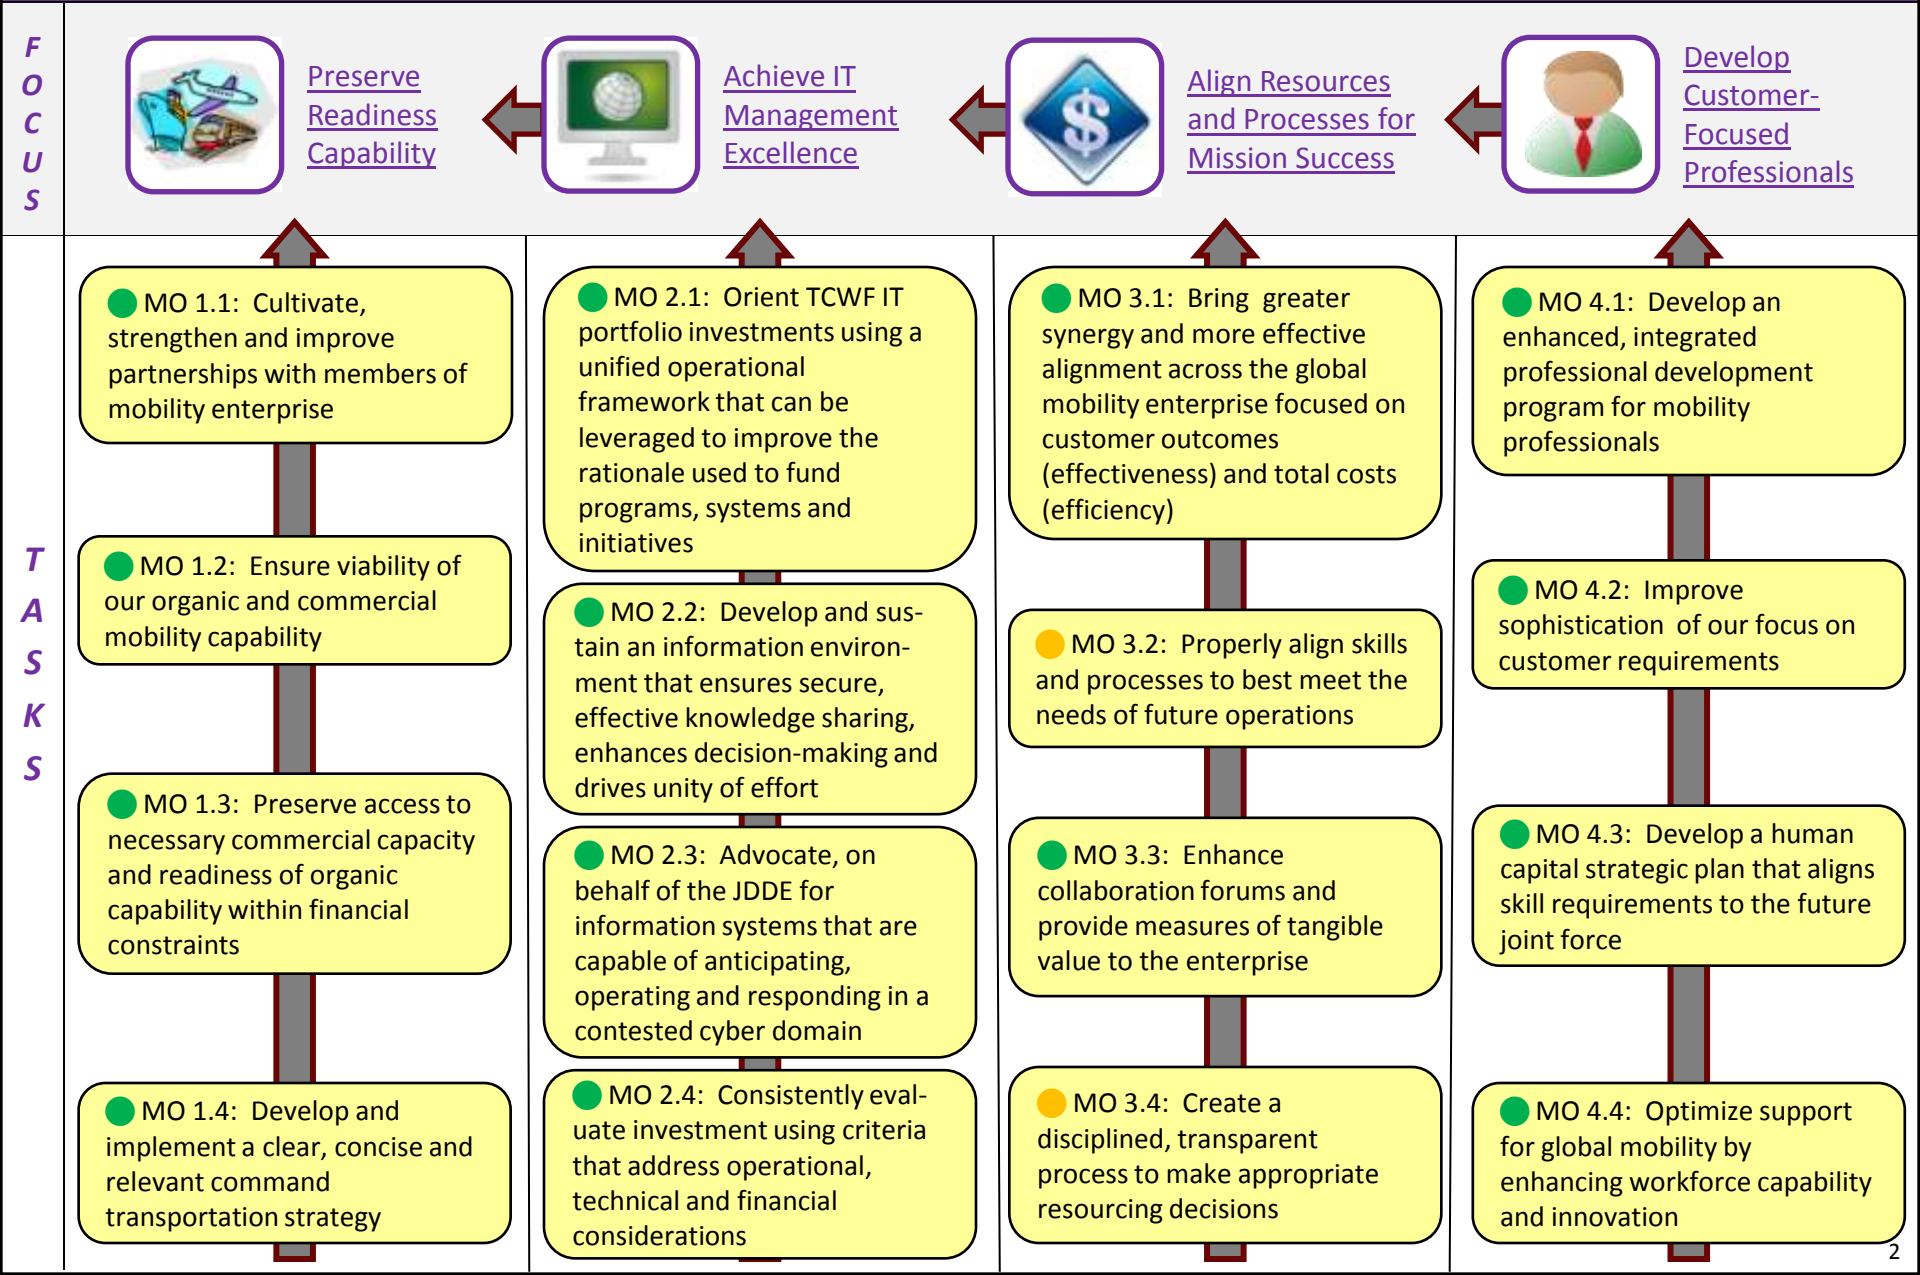 F
O
C
U
S
Preserve
Readiness
Capability
Achieve IT
Management
Excellence
$
Align Resources
and Processes for
Mission Success
Develop
Customer-
Focused
Professionals
T
A
S
K
S
MO 1.1:  Cultivate,
strengthen and improve
partnerships with members of
mobility enterprise
MO 1.2:  Ensure viability of
our organic and commercial
mobility capability
MO 1.3:  Preserve access to
necessary commercial capacity
and readiness of organic
capability within financial
constraints
MO 1.4:  Develop and
implement a clear, concise and
relevant command
transportation strategy
MO 2.1:  Orient TCWF IT
portfolio investments using a
unified operational
framework that can be
leveraged to improve the
rationale used to fund
programs, systems and
initiatives
MO 2.2:  Develop and sus-
tain an information environ-
ment that ensures secure,
effective knowledge sharing,
enhances decision-making and
drives unity of effort
MO 2.3:  Advocate, on
behalf of the JDDE for
information systems that are
capable of anticipating,
operating and responding in a
contested cyber domain
MO 2.4:  Consistently eval-
uate investment using criteria
that address operational,
technical and financial
considerations
MO 3.1:  Bring  greater
synergy and more effective
alignment across the global
mobility enterprise focused on
customer outcomes
(effectiveness) and total costs
(efficiency)
MO 3.2:  Properly align skills
and processes to best meet the
needs of future operations
MO 3.3:  Enhance
collaboration forums and
provide measures of tangible
value to the enterprise
MO 3.4:  Create a
disciplined, transparent
process to make appropriate
resourcing decisions
MO 4.1:  Develop an
enhanced, integrated
professional development
program for mobility
professionals
MO 4.2:  Improve
sophistication  of our focus on
customer requirements
MO 4.3:  Develop a human
capital strategic plan that aligns
skill requirements to the future
joint force
MO 4.4:  Optimize support
for global mobility by
enhancing workforce capability
and innovation
2